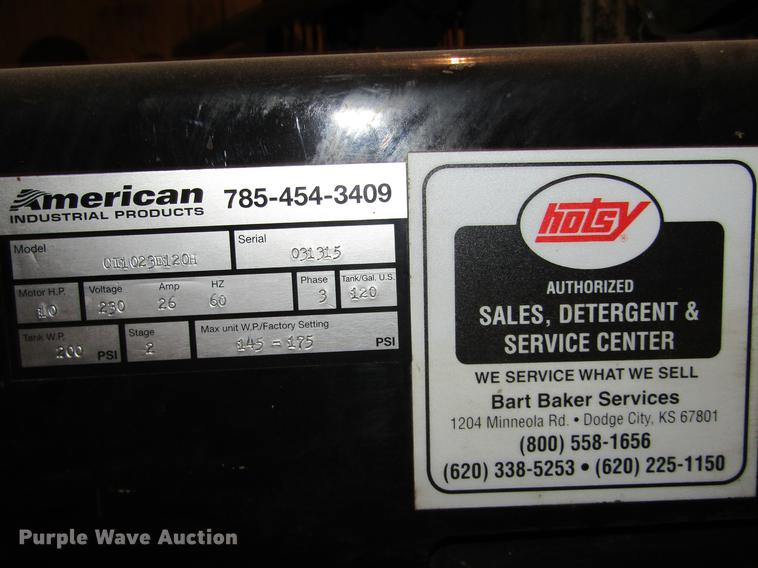 American
INDUSTRIAL PRODUCTS
785-454-3409
Model
Serial
031315
Motor H.P.
10
Voltage
230
Amp
26
HZ
60
Phase
3
Tank/Gal. U.S.
120
Tank W.P.
200 PSI
Stage
2
Max unit W.P./Factory Setting
145 - 175 PSI
hotsy®
AUTHORIZED
SALES, DETERGENT &
SERVICE CENTER
WE SERVICE WHAT WE SELL
Bart Baker Services
1204 Minneola Rd. • Dodge City, KS 67801
(800) 558-1656
(620) 338-5253 • (620) 225-1150
Purple Wave Auction